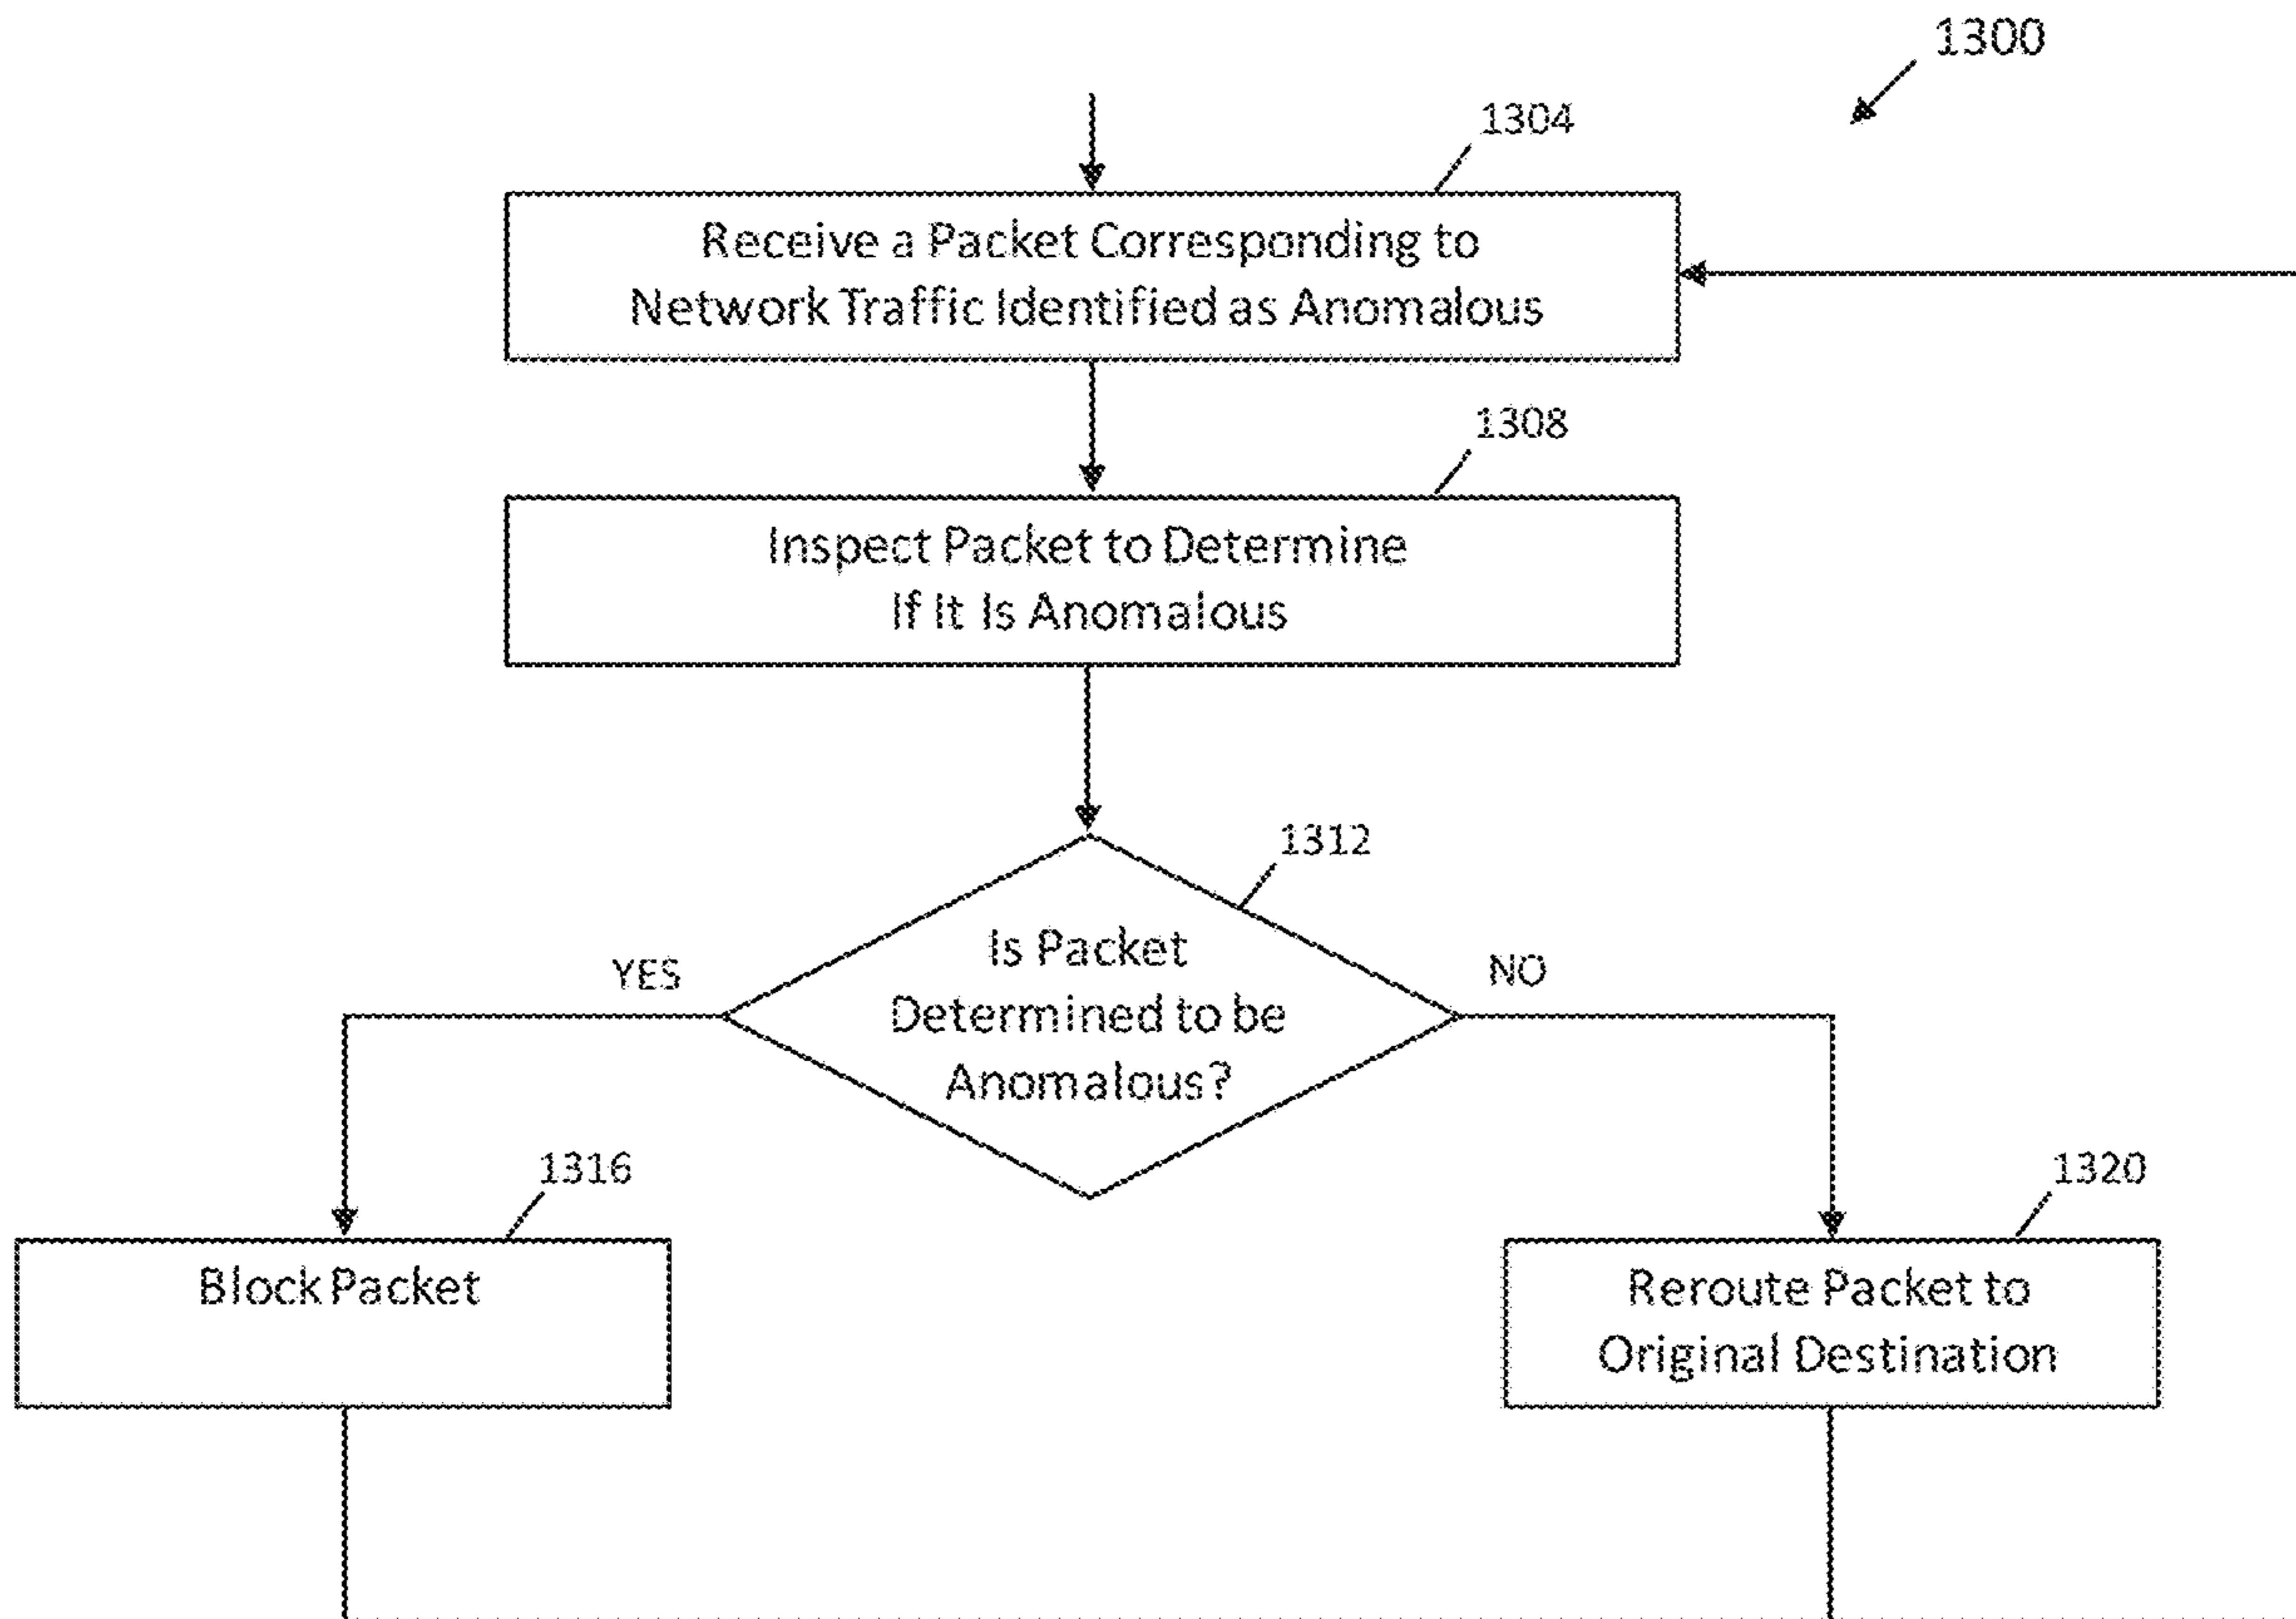 1300
1304
Receive a Packet Corresponding to
Network Traffic Identified as Anomalous
1308
Inspect Packet to Determine
If It Is Anomalous
1312
Is Packet
Determined to be
Anomalous?
YES
NO
1316
Block Packet
1320
Reroute Packet to
Original Destination